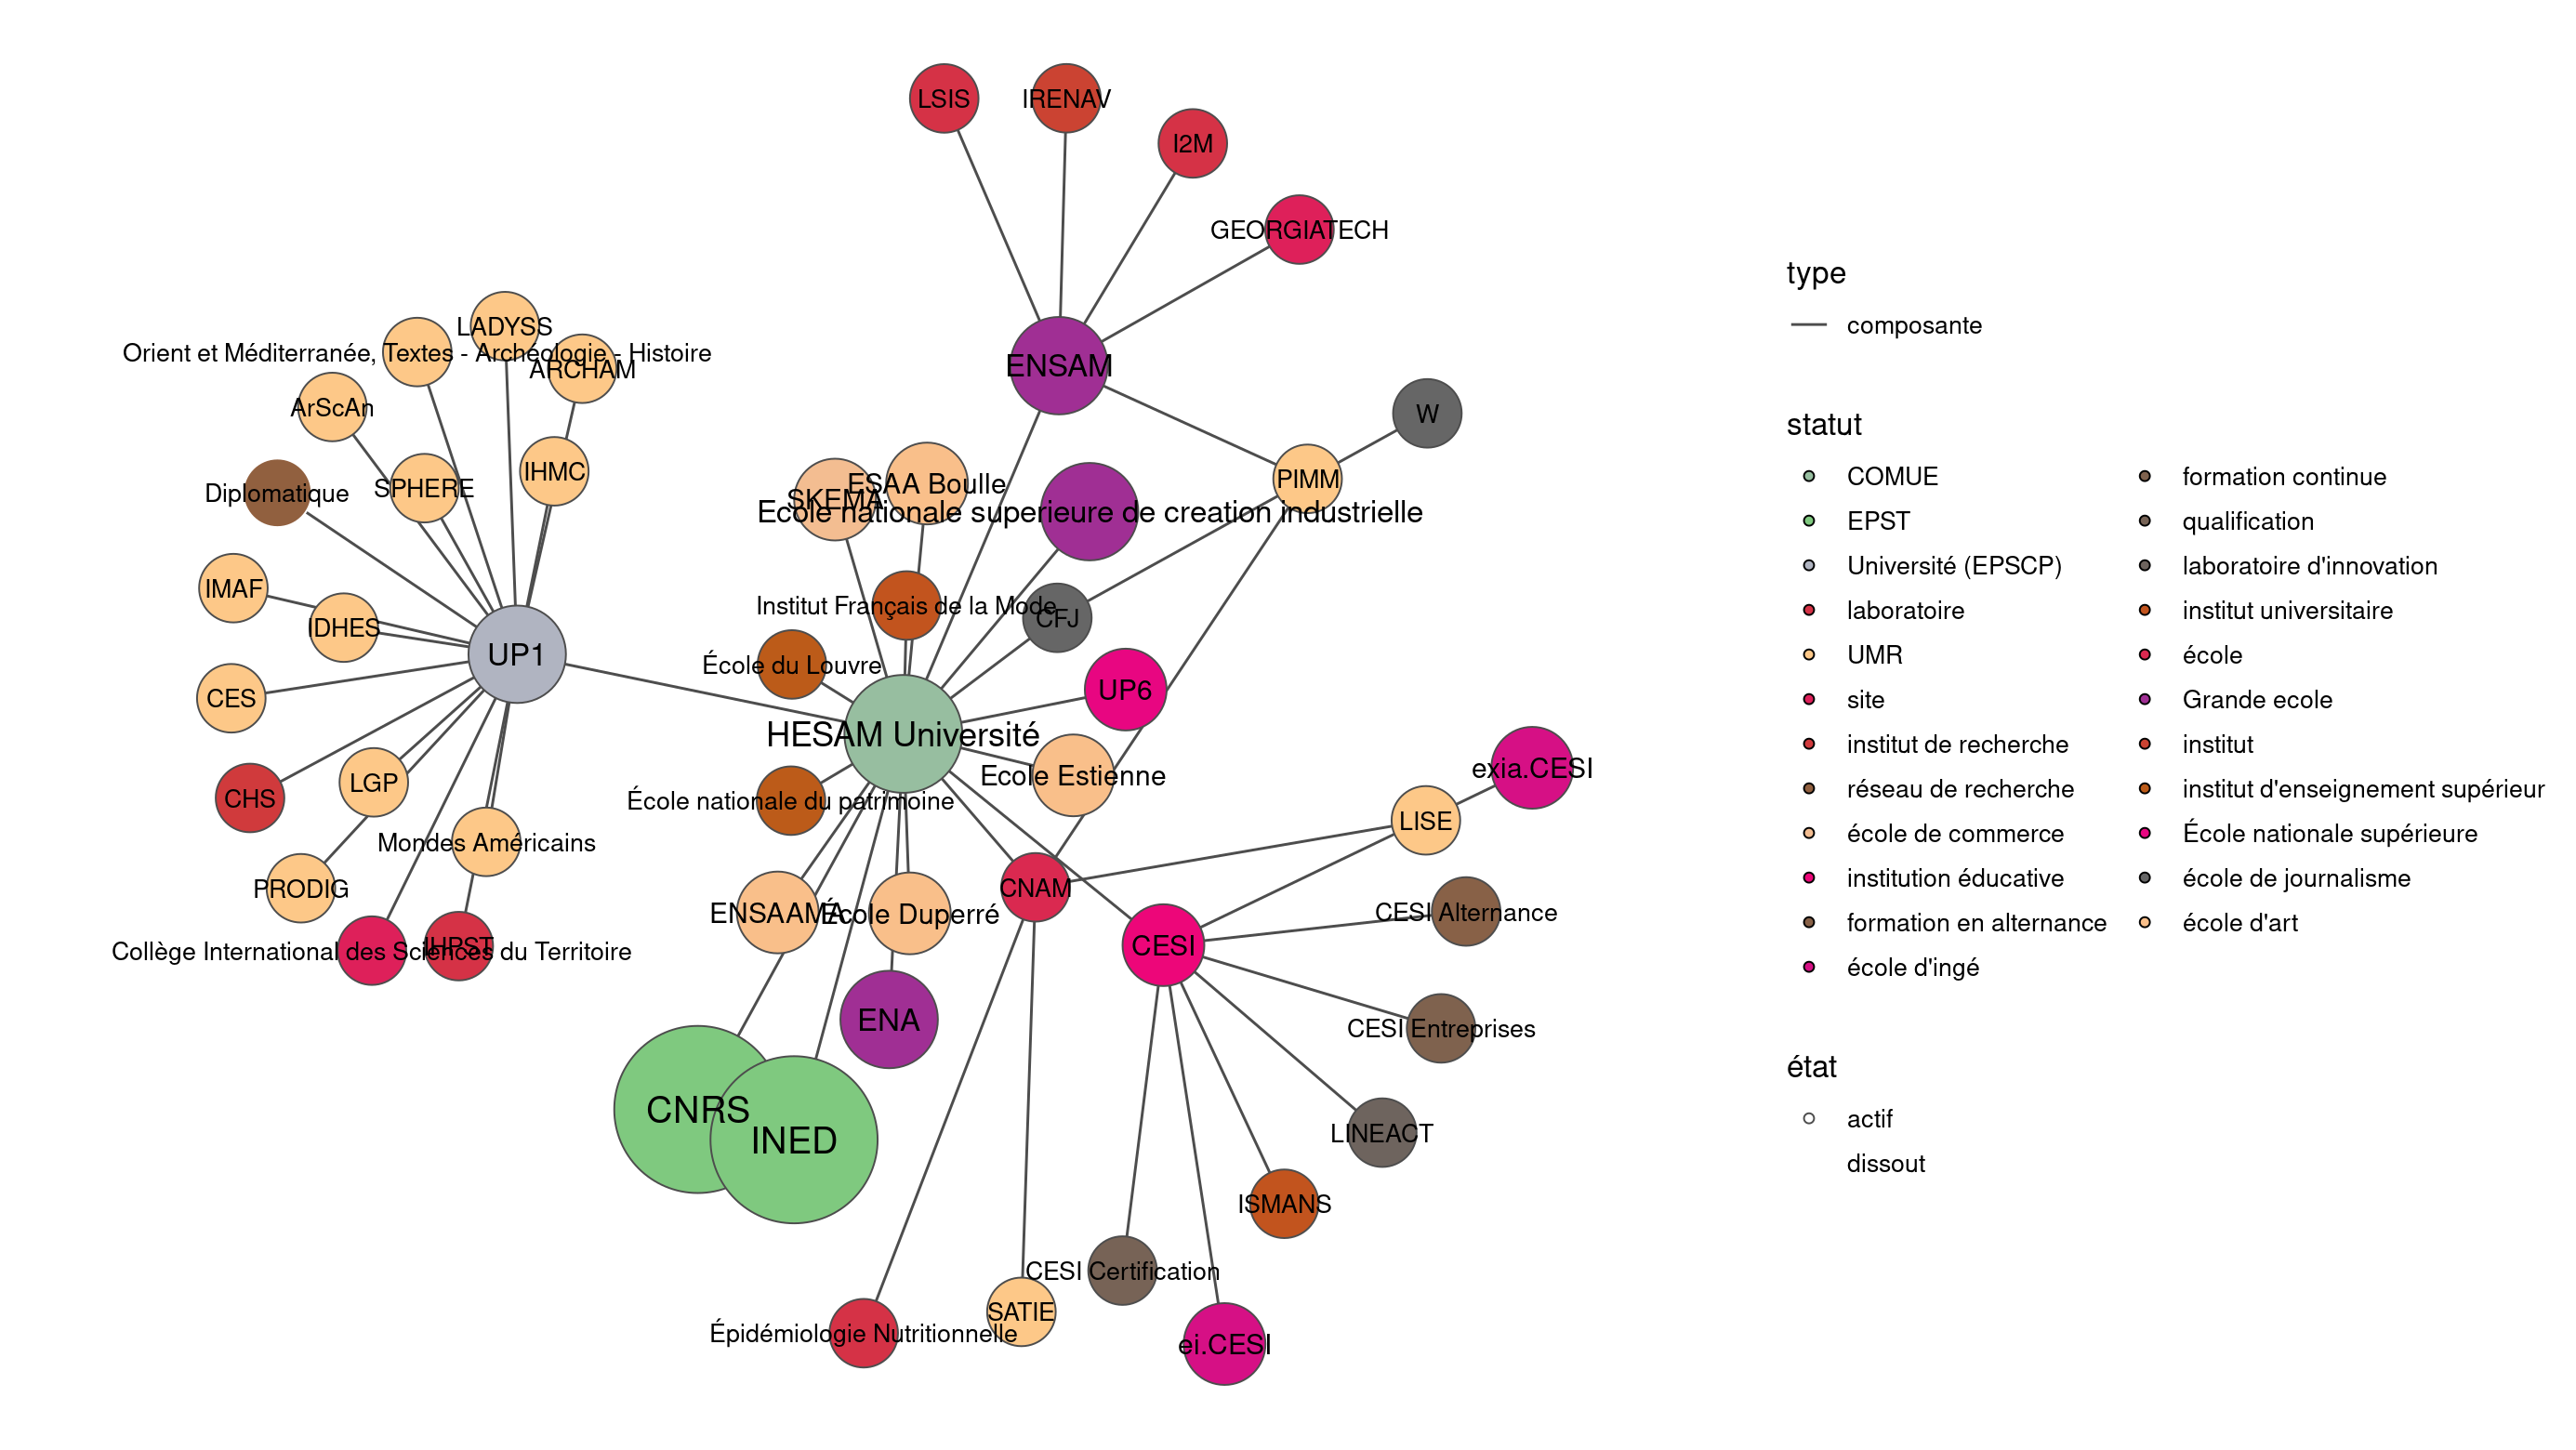 LSIS
IRENAV
I2M
GEORGIATECH
LADYSS
Orient et Méditerranée, Textes - Archéologie - Histoire
ARCHAM
ENSAM
ArScAn
W
IHMC
PIMM
SPHERE
Diplomatique
ESAA Boulle
SKEMA
Ecole nationale superieure de creation industrielle
IMAF
Institut Français de la Mode
CFJ
IDHES
UP1
École du Louvre
UP6
CES
HESAM Université
exia.CESI
Ecole Estienne
LGP
CHS
École nationale du patrimoine
LISE
Mondes Américains
PRODIG
CNAM
ENSAAMA
École Duperré
CESI Alternance
CESI
IHPST
Collège International des Sciences du Territoire
ENA
CESI Entreprises
CNRS
INED
LINEACT
ISMANS
CESI Certification
SATIE
Épidémiologie Nutritionnelle
ei.CESI
type
composante
statut
COMUE
EPST
Université (EPSCP)
laboratoire
UMR
site
institut de recherche
réseau de recherche
école de commerce
institution éducative
formation en alternance
école d'ingé
formation continue
qualification
laboratoire d'innovation
institut universitaire
école
Grande ecole
institut
institut d'enseignement supérieur
École nationale supérieure
école de journalisme
école d'art
état
actif
dissout